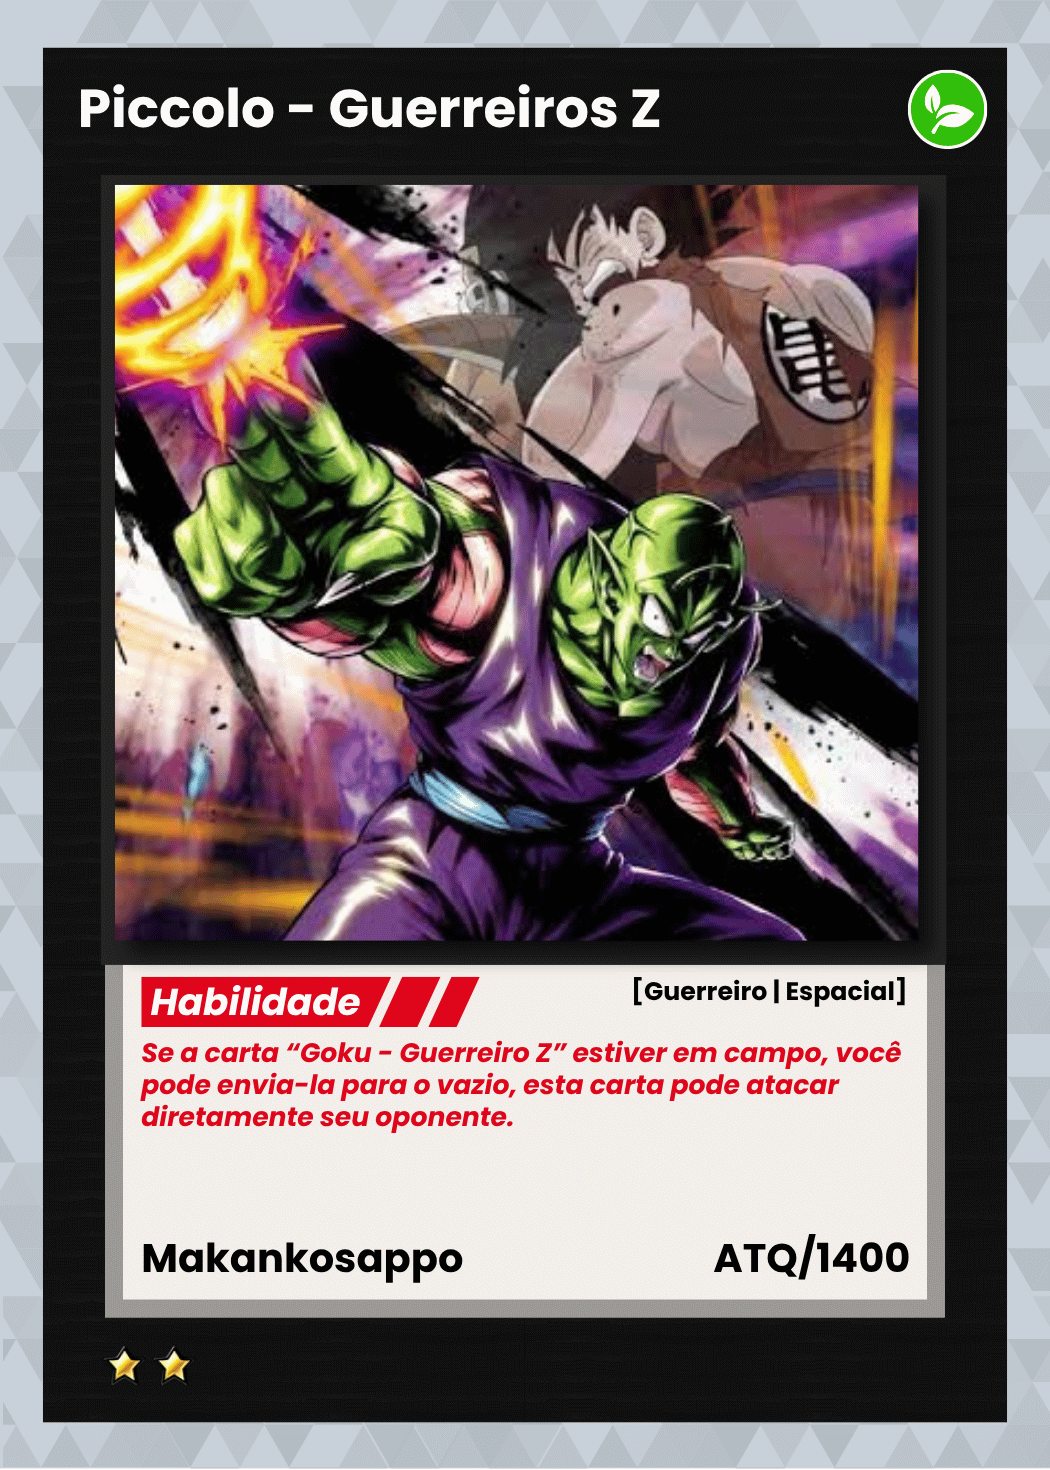 Piccolo - Guerreiros Z
Habilidade
[Guerreiro | Espacial]
Se a carta “Goku - Guerreiro Z” estiver em campo, você
pode envia-la para o vazio, esta carta pode atacar
diretamente seu oponente.
Makankosappo
ATQ/1400